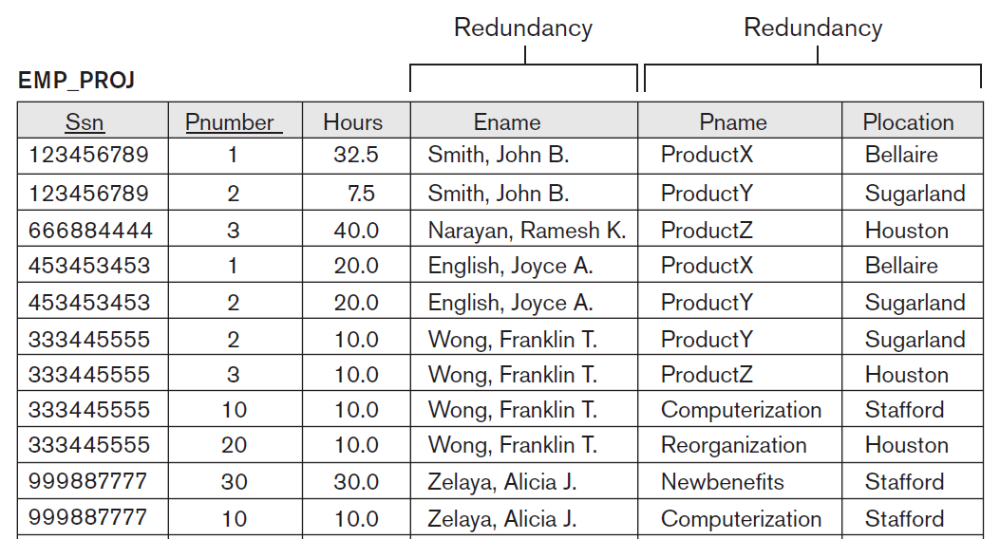 Redundancy Redundancy
EMP_PROJ
Ssn Pnumber Hours Ename Pname Plocation
123456789 1 32.5 Smith, John B. ProductX Bellaire
123456789 2 7.5 Smith, John B. ProductY Sugarland
666884444 3 40.0 Narayan, Ramesh K. ProductZ Houston
453453453 1 20.0 English, Joyce A. ProductX Bellaire
453453453 2 20.0 English, Joyce A. ProductY Sugarland
333445555 2 10.0 Wong, Franklin T. ProductY Sugarland
333445555 3 10.0 Wong, Franklin T. ProductZ Houston
333445555 10 10.0 Wong, Franklin T. Computerization Stafford
333445555 20 10.0 Wong, Franklin T. Reorganization Houston
999887777 30 30.0 Zelaya, Alicia J. Newbenefits Stafford
999887777 10 10.0 Zelaya, Alicia J. Computerization Stafford